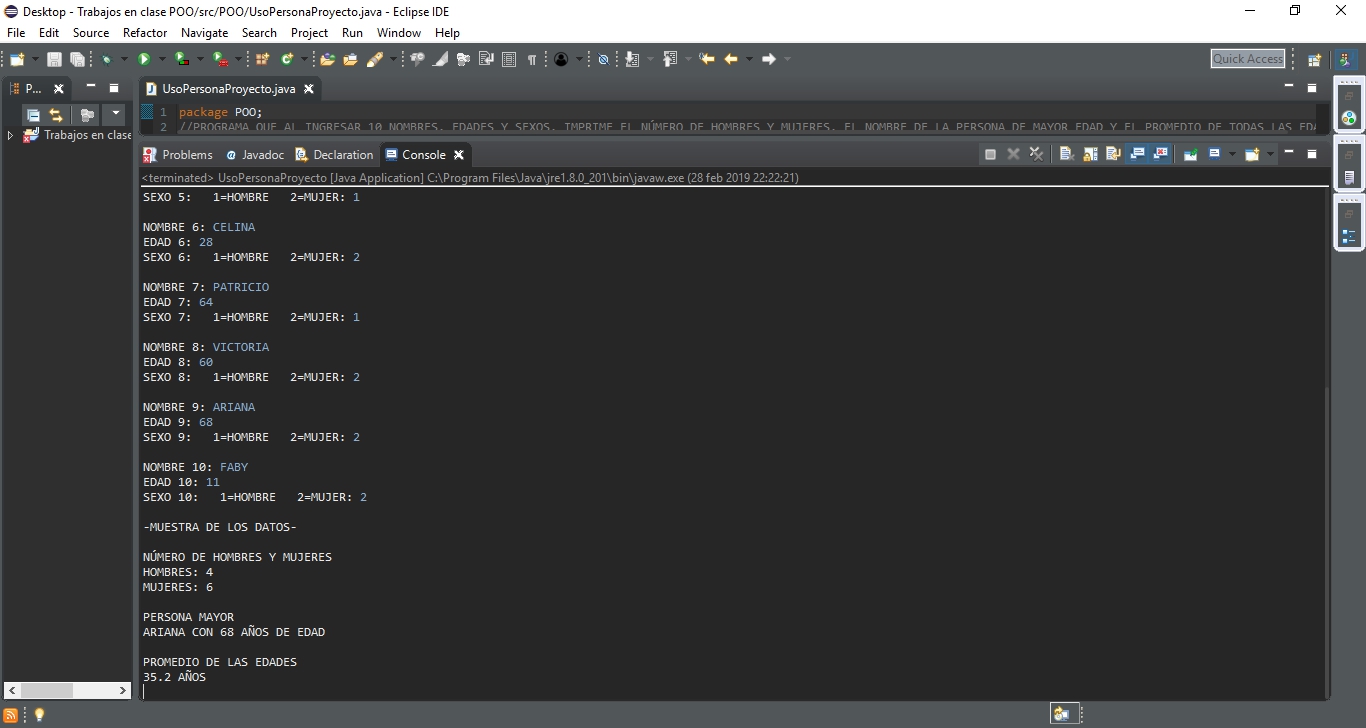 Desktop - Trabajos en clase POO/src/POO/UsoPersonaProyecto.java - Eclipse IDE
File Edit Source Refactor Navigate Search Project Run Window Help
Quick Access
P... UsoPersonaProyecto.java
1 package POO;
2 //PROGRAMA QUE AL INGRESAR 10 NOMBRES, EDADES Y SEXOS, IMPRIME EL NÚMERO DE HOMBRES Y MUJERES, EL NOMBRE DE LA PERSONA DE MAYOR EDAD Y EL PROMEDIO DE TODAS LAS EDA
Trabajos en clase
Problems @ Javadoc Declaration Console
<terminated> UsoPersonaProyecto [Java Application] C:\Program Files\Java\jre1.8.0_201\bin\javaw.exe (28 feb 2019 22:22:21)
SEXO 5: 1=HOMBRE 2=MUJER: 1
NOMBRE 6: CELINA
EDAD 6: 28
SEXO 6: 1=HOMBRE 2=MUJER: 2
NOMBRE 7: PATRICIO
EDAD 7: 64
SEXO 7: 1=HOMBRE 2=MUJER: 1
NOMBRE 8: VICTORIA
EDAD 8: 60
SEXO 8: 1=HOMBRE 2=MUJER: 2
NOMBRE 9: ARIANA
EDAD 9: 68
SEXO 9: 1=HOMBRE 2=MUJER: 2
NOMBRE 10: FABY
EDAD 10: 11
SEXO 10: 1=HOMBRE 2=MUJER: 2
-MUESTRA DE LOS DATOS-
NÚMERO DE HOMBRES Y MUJERES
HOMBRES: 4
MUJERES: 6
PERSONA MAYOR
ARIANA CON 68 AÑOS DE EDAD
PROMEDIO DE LAS EDADES
35.2 AÑOS